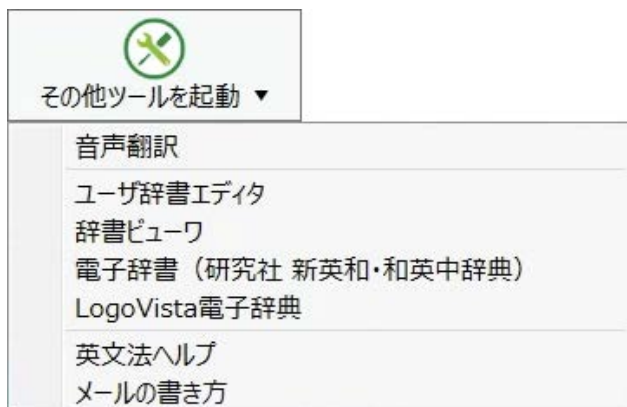 その他ツールを起動 ▼
音声翻訳
ユーザ辞書エディタ
辞書ビューワ
電子辞書（研究社 新英和・和英中辞典）
LogoVista電子辞典
英文法ヘルプ
メールの書き方